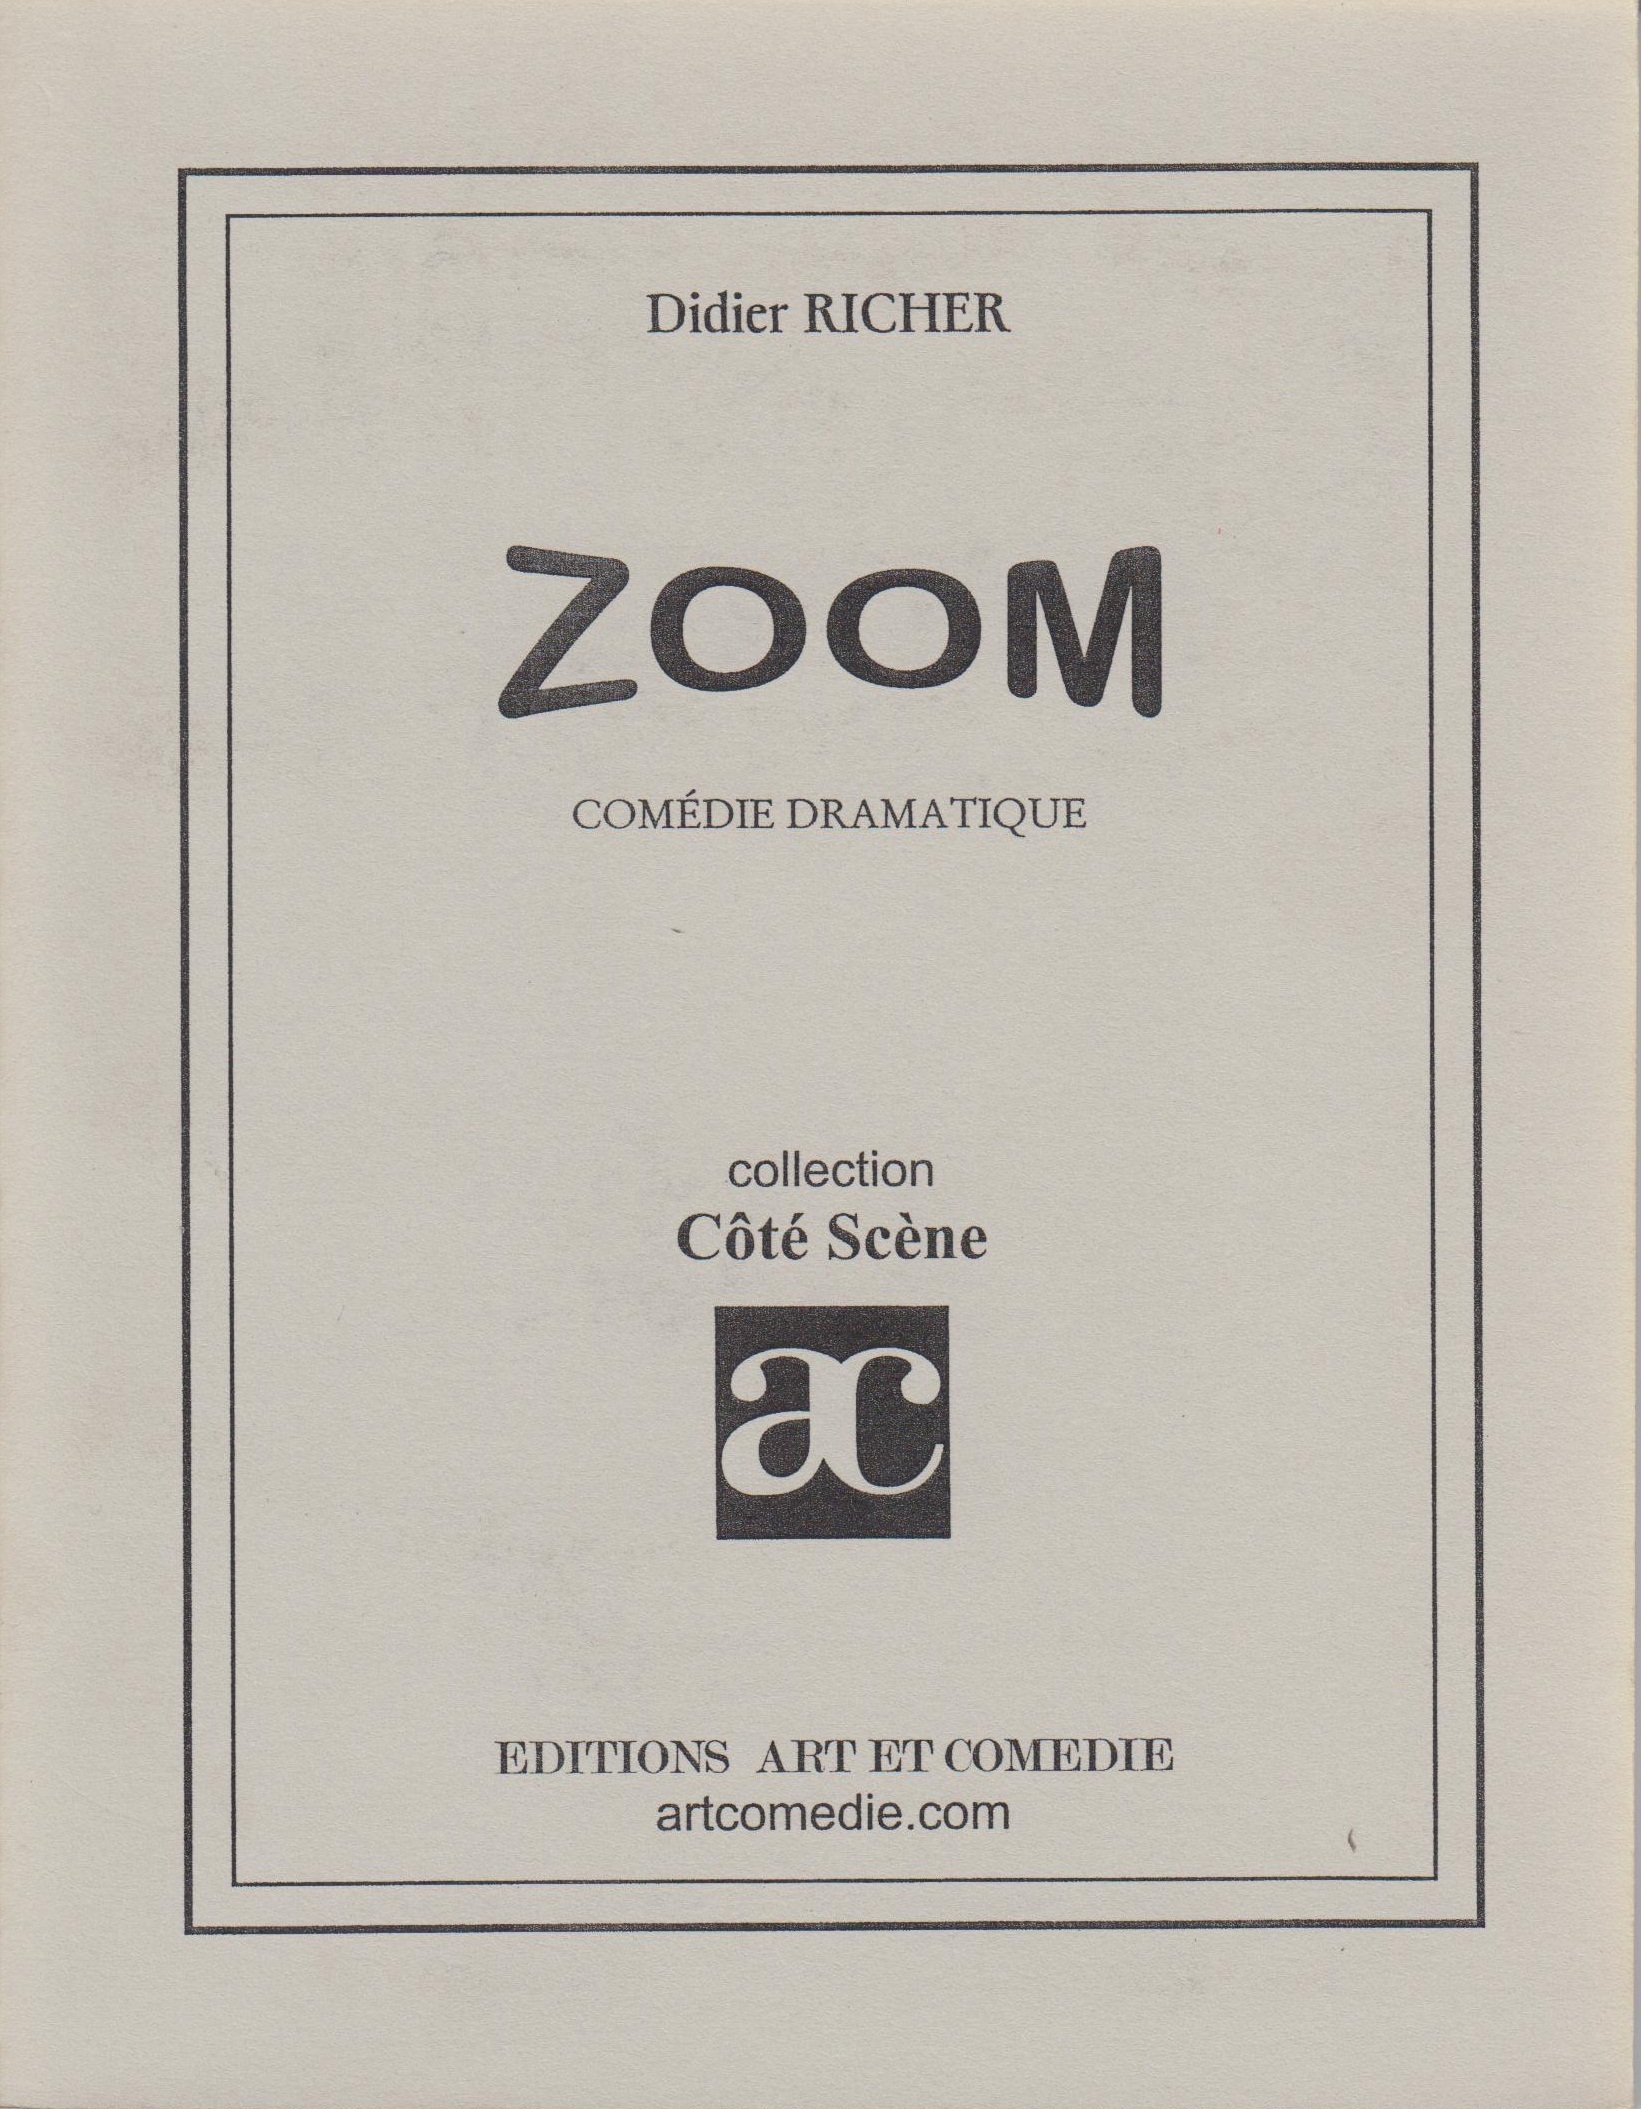 Didier RICHER
ZOOM
COMÉDIE DRAMATIQUE
collection
Côté Scène
ac
EDITIONS ART ET COMEDIE
artcomedie.com